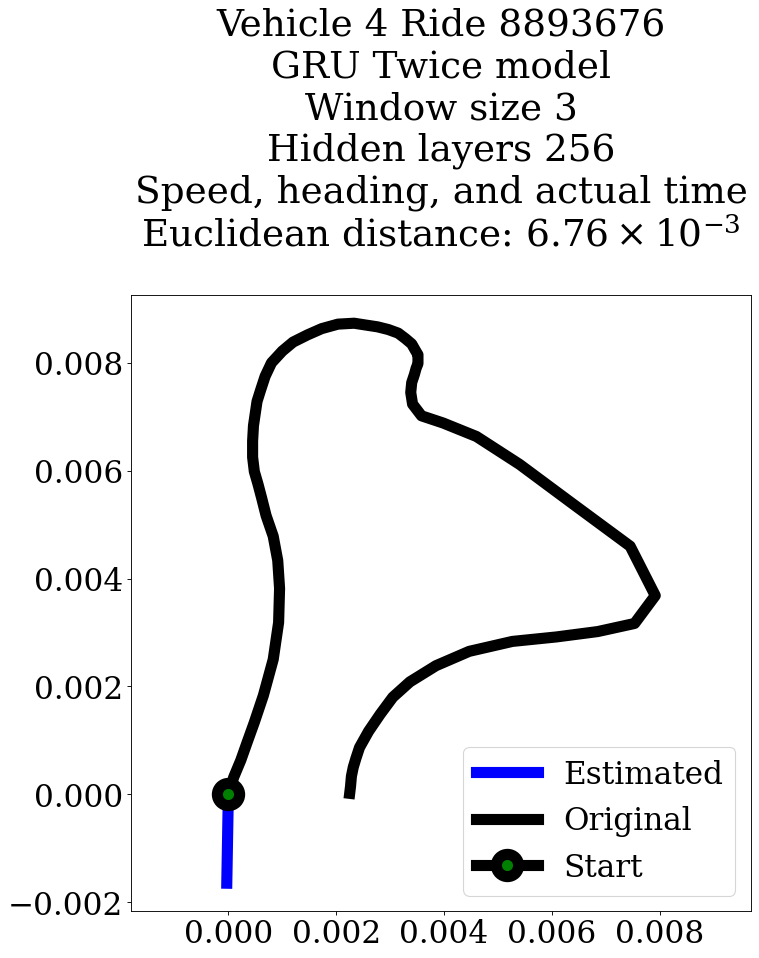 Vehicle 4 Ride 8893676
GRU Twice model
Window size 3
Hidden layers 256
Speed, heading, and actual time
Euclidean distance: 6.76 × 10⁻³
0.008
0.006
0.004
0.002
0.000
−0.002
Estimated
Original
Start
0.000 0.002 0.004 0.006 0.008